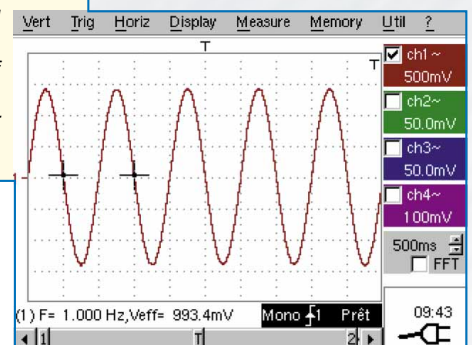 Vert Trig Horiz Display Measure Memory Util ?
T
T
ch1~
500mV
ch2~
50.0mV
ch3~
50.0mV
ch4~
100mV
500ms
FFT
(1) F= 1.000 Hz,Veff= 993.4mV Mono 1 Prêt
09:43
1 T 2